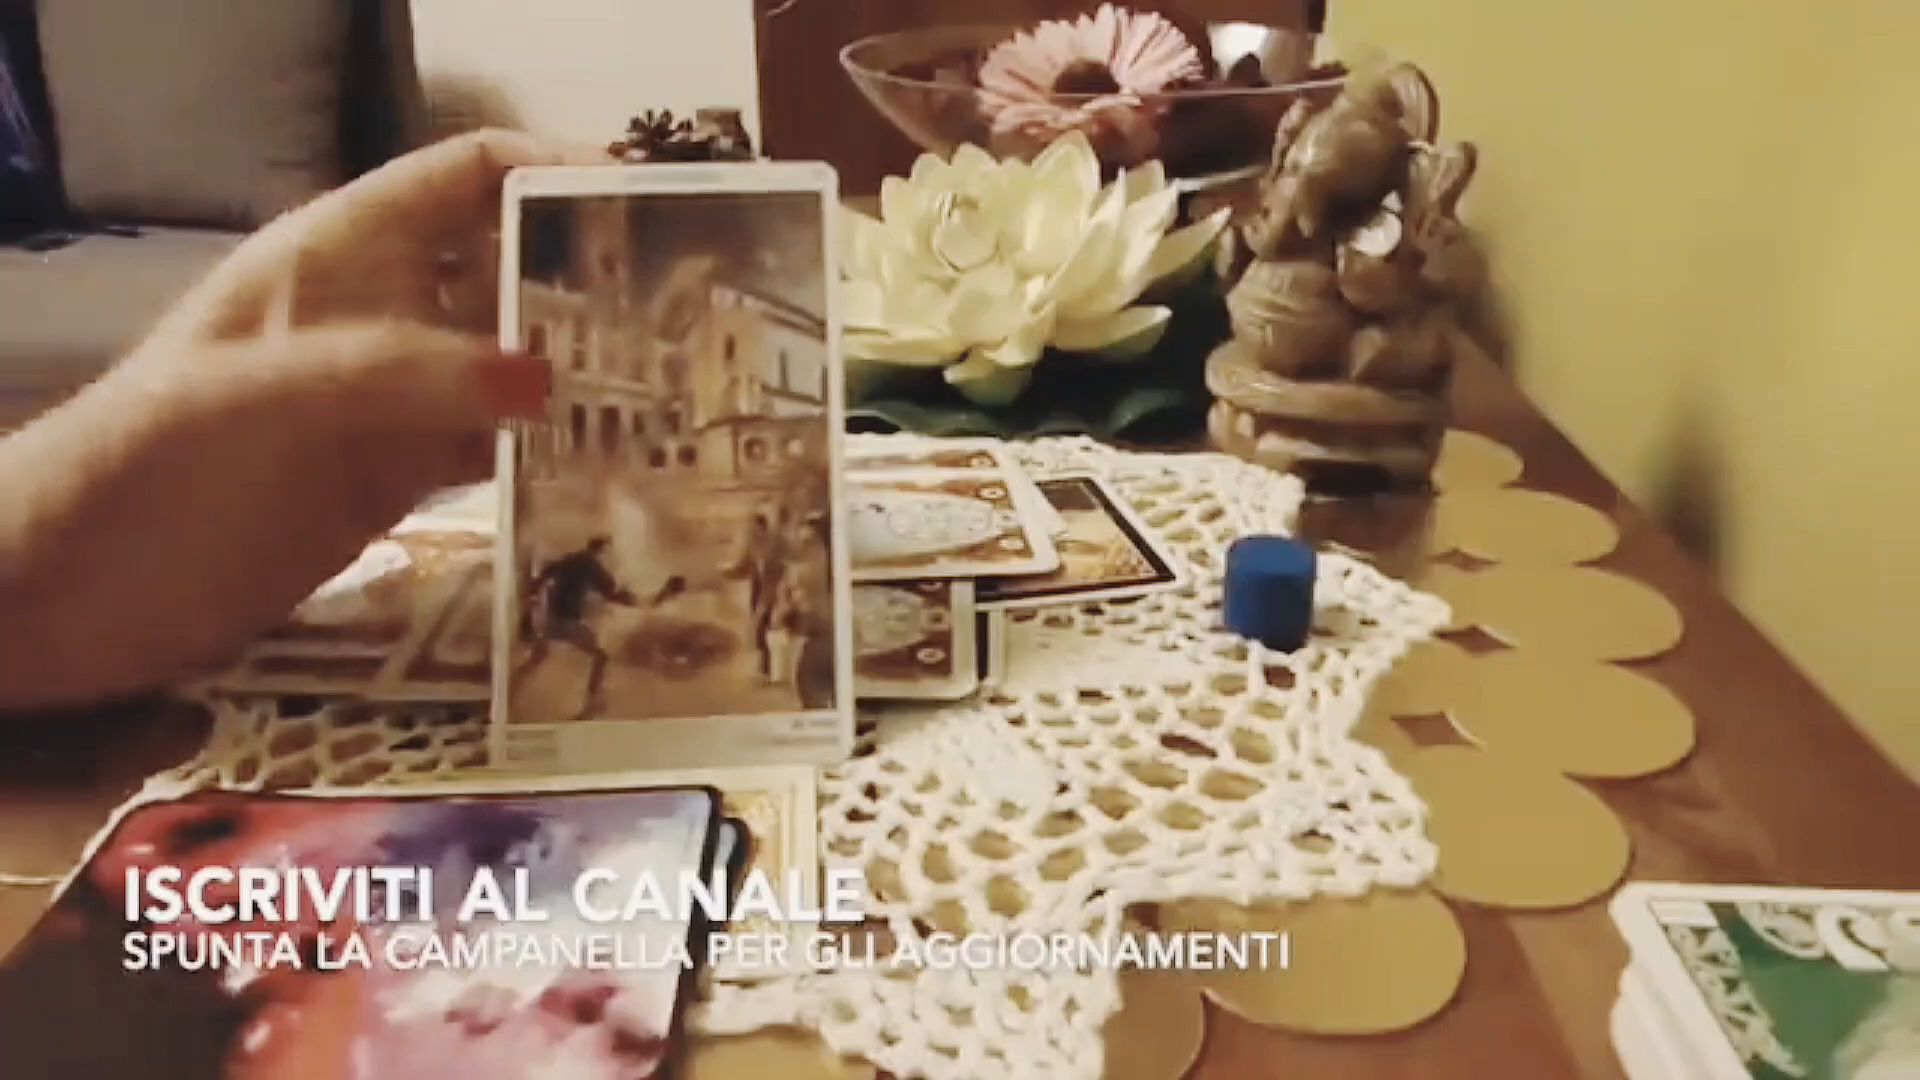 ISCRIVITI AL CANALE
SPUNTA LA CAMPANELLA PER GLI AGGIORNAMENTI